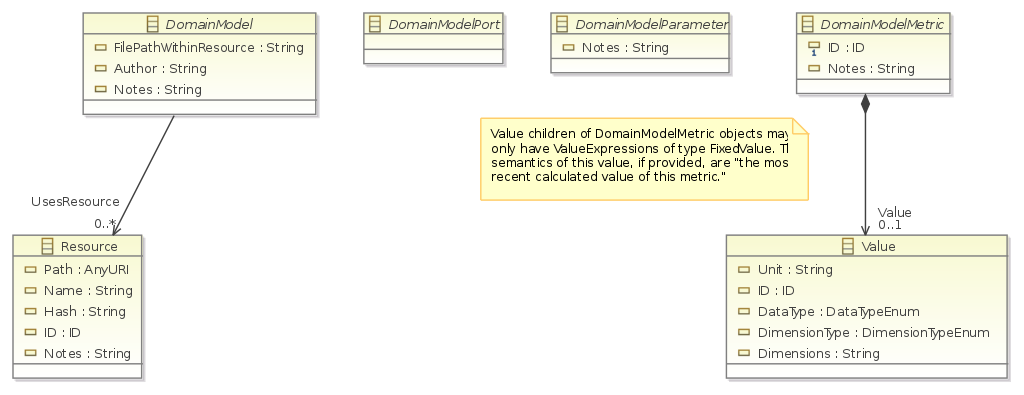 DomainModel
FilePathWithinResource : String
Author : String
Notes : String
DomainModelPort
DomainModelParameter
Notes : String
DomainModelMetric
ID : ID
1
Notes : String
Value children of DomainModelMetric objects may
only have ValueExpressions of type FixedValue. T
semantics of this value, if provided, are "the mos
recent calculated value of this metric."
UsesResource
0..*
Value
0..1
Resource
Path : AnyURI
Name : String
Hash : String
ID : ID
Notes : String
Value
Unit : String
ID : ID
DataType : DataTypeEnum
DimensionType : DimensionTypeEnum
Dimensions : String